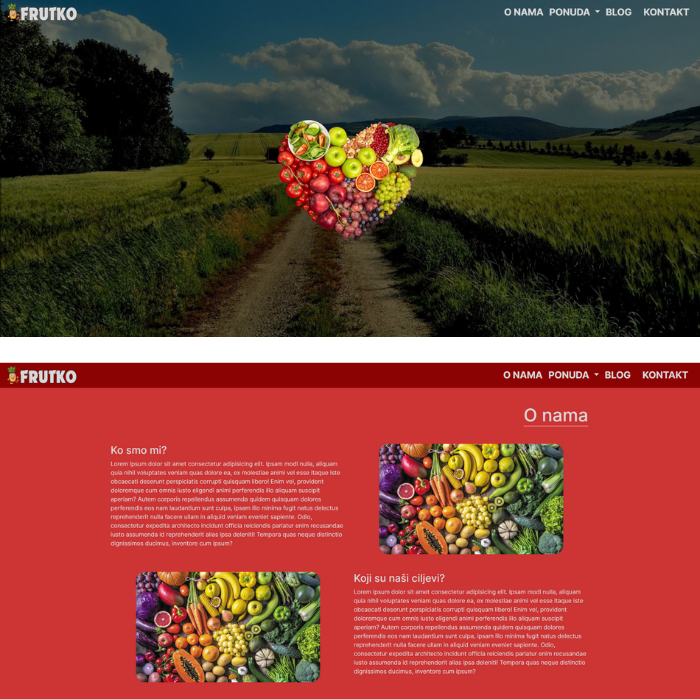 FRUTKO
O NAMA PONUDA BLOG KONTAKT
FRUTKO
O NAMA PONUDA BLOG KONTAKT
O nama
Ko smo mi?
Lorem ipsum dolor sit amet consectetur adipisicing elit. Ipsam modi nulla, aliquam
quia nihil voluptates veniam quas dolore ea, ex molestiae animi vel esse itaque iste
obcaecati deserunt perspiciatis corrupti quisquam libero! Enim vel, provident
doloremque cum omnis iusto eligendi animi perferendis illo aliquam suscipit
aperiam? Autem corporis repellendus assumenda quidem quisquam dolores
perferendis eos nam laudantium sunt culpa, ipsam illo minima fugit natus delectus
reprehenderit nulla facere ullam in aliquid veniam eveniet sapiente. Odio,
consectetur expedita architecto incidunt officia reiciendis pariatur enim recusandae
iusto assumenda id reprehenderit alias ipsa deleniti! Tempora quas neque distinctio
dignissimos ducimus, inventore cum ipsum?
Koji su naši ciljevi?
Lorem ipsum dolor sit amet consectetur adipisicing elit. Ipsam modi nulla, aliquam
quia nihil voluptates veniam quas dolore ea, ex molestiae animi vel esse itaque iste
obcaecati deserunt perspiciatis corrupti quisquam libero! Enim vel, provident
doloremque cum omnis iusto eligendi animi perferendis illo aliquam suscipit
aperiam? Autem corporis repellendus assumenda quidem quisquam dolores
perferendis eos nam laudantium sunt culpa, ipsam illo minima fugit natus delectus
reprehenderit nulla facere ullam in aliquid veniam eveniet sapiente. Odio,
consectetur expedita architecto incidunt officia reiciendis pariatur enim recusandae
iusto assumenda id reprehenderit alias ipsa deleniti! Tempora quas neque distinctio
dignissimos ducimus, inventore cum ipsum?